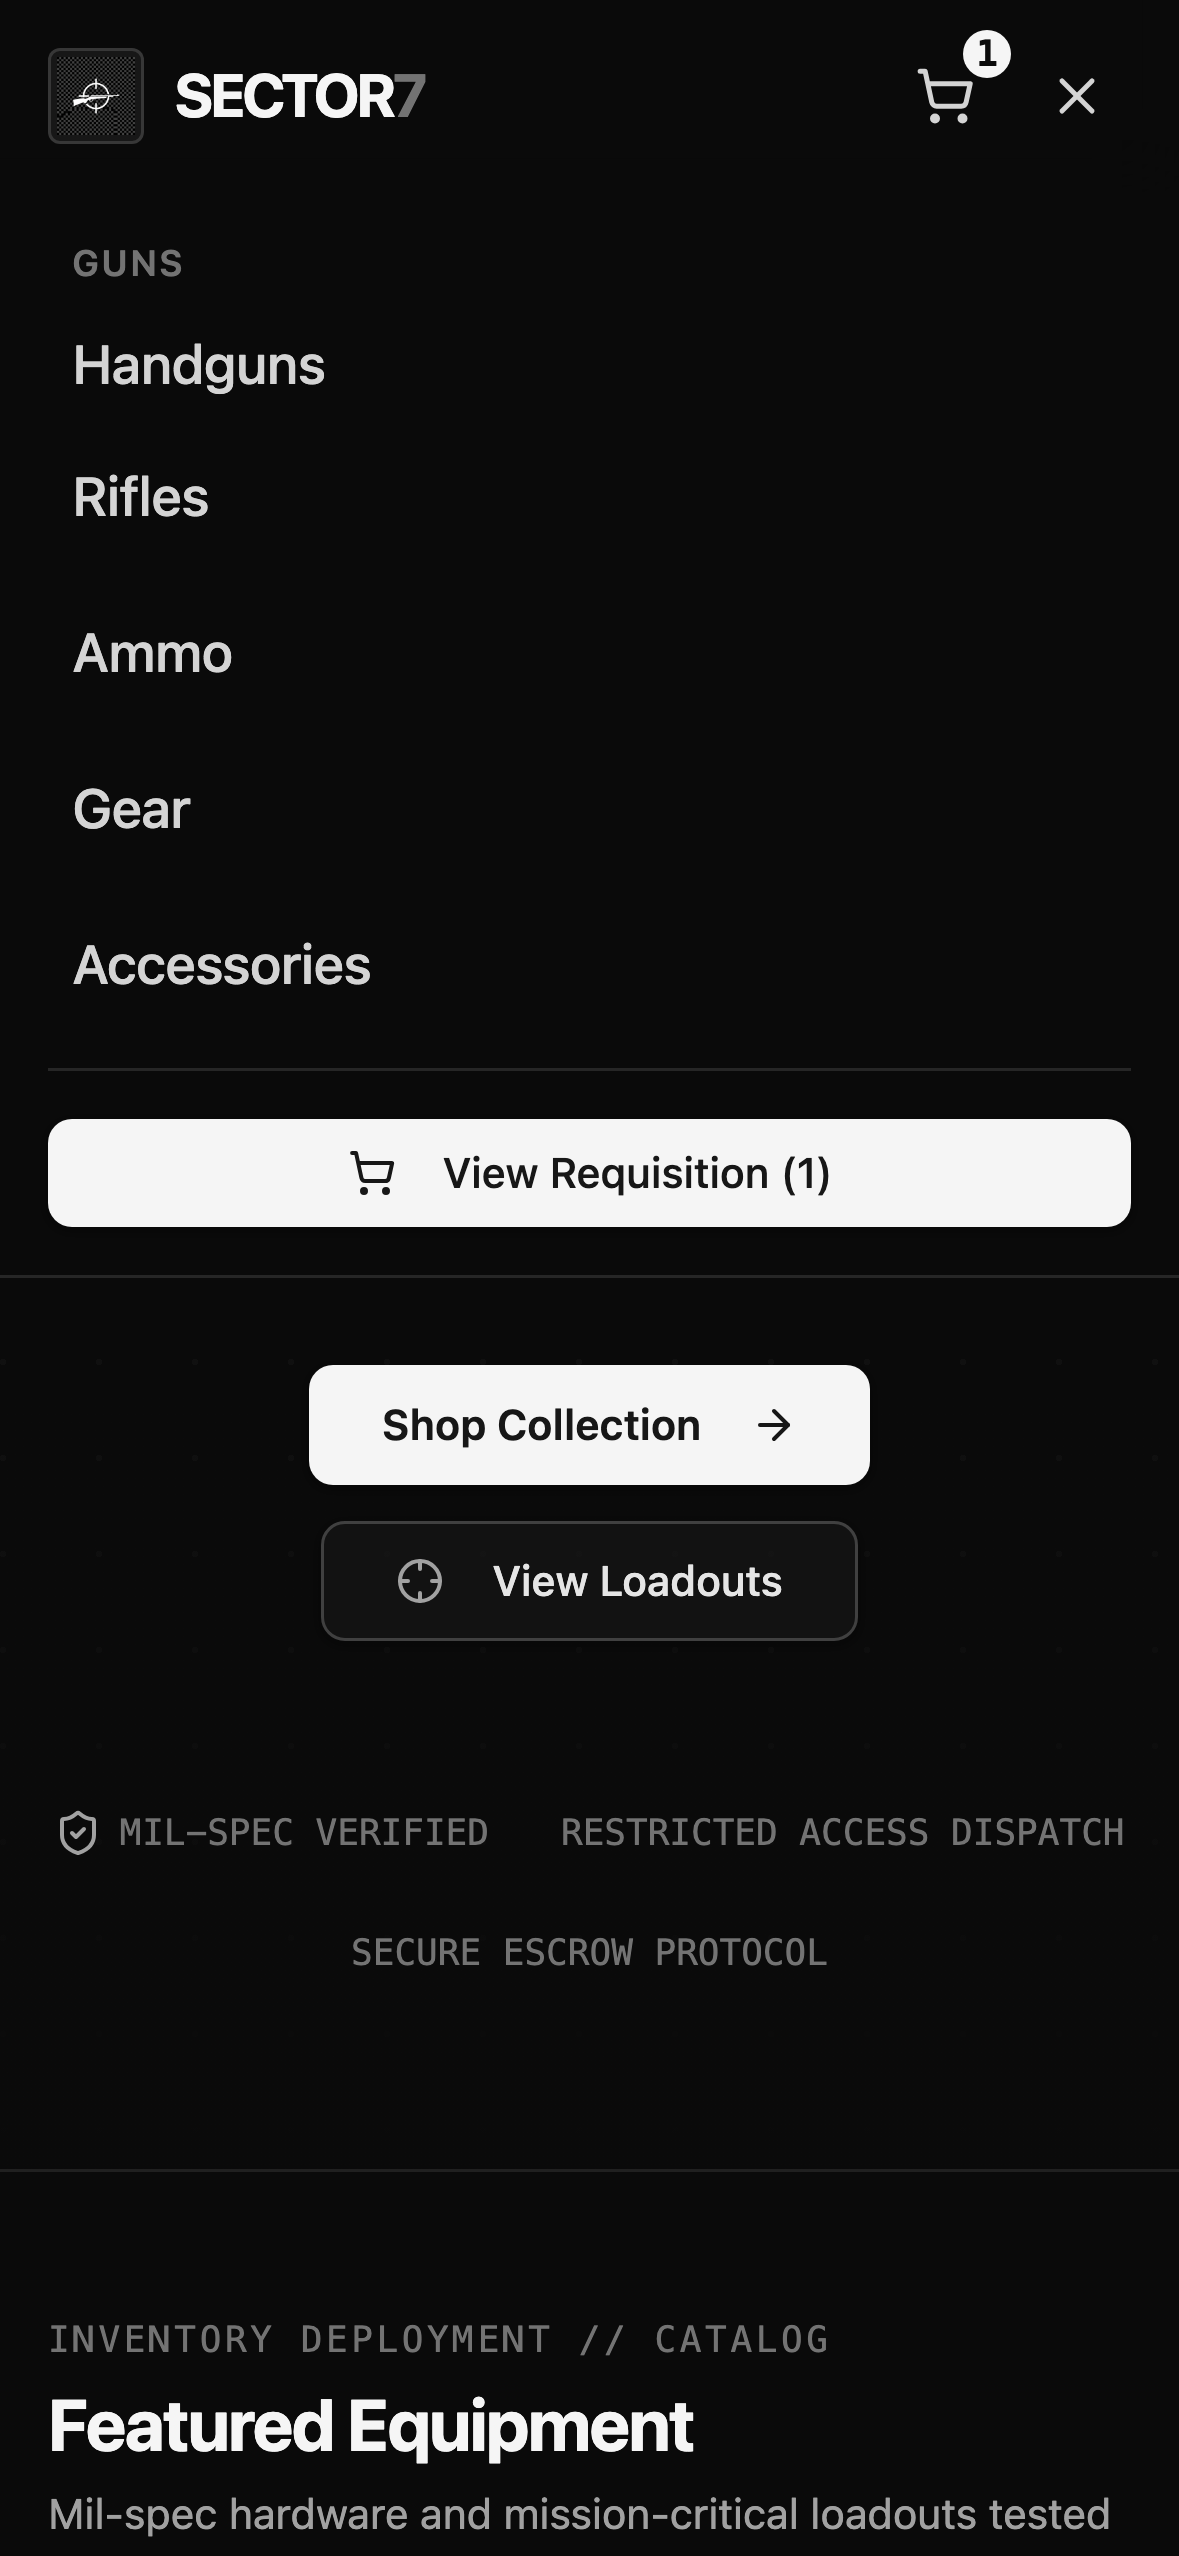 SECTOR7
1
GUNS
Handguns
Rifles
Ammo
Gear
Accessories
View Requisition (1)
Shop Collection
View Loadouts
MIL-SPEC VERIFIED
RESTRICTED ACCESS DISPATCH
SECURE ESCROW PROTOCOL
INVENTORY DEPLOYMENT // CATALOG
Featured Equipment
Mil-spec hardware and mission-critical loadouts tested